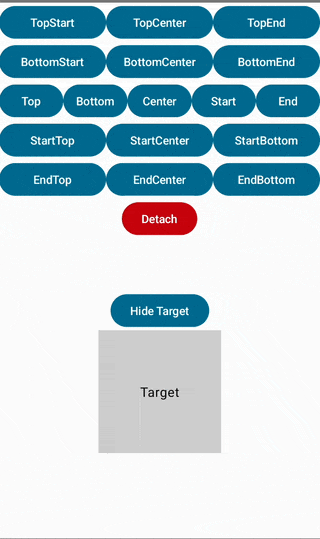 TopStart TopCenter TopEnd
BottomStart BottomCenter BottomEnd
Top Bottom Center Start End
StartTop StartCenter StartBottom
EndTop EndCenter EndBottom
Detach
Hide Target
Target